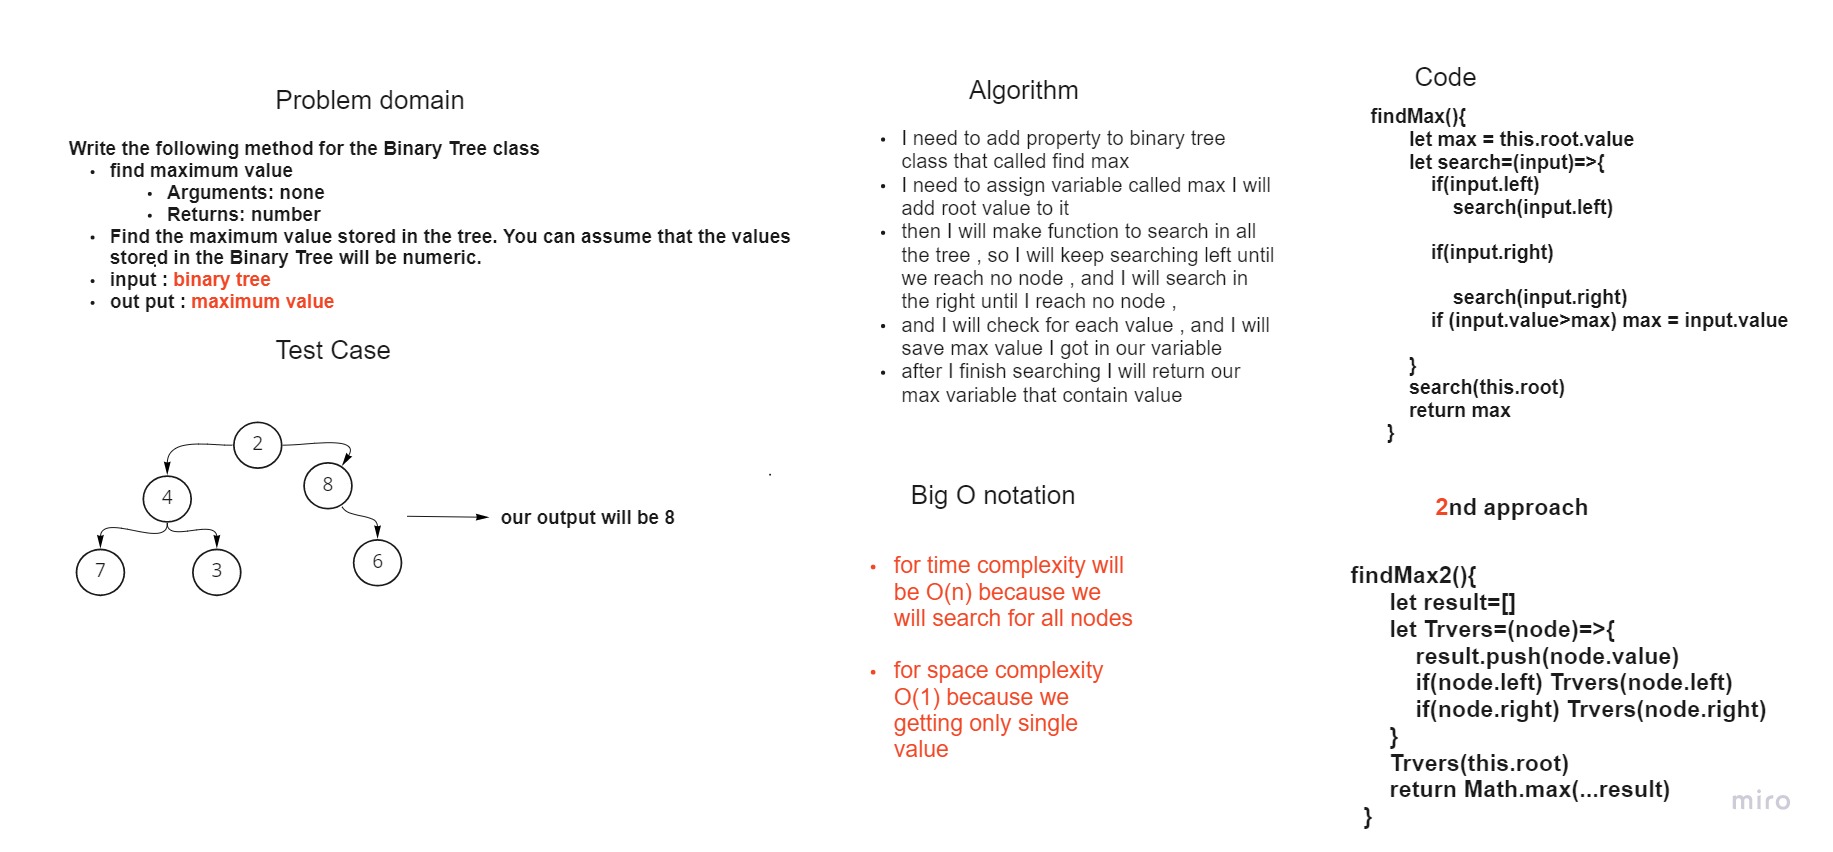 Problem domain
Write the following method for the Binary Tree class
• find maximum value
• Arguments: none
• Returns: number
• Find the maximum value stored in the tree. You can assume that the values
stored in the Binary Tree will be numeric.
• input : binary tree
• out put : maximum value
Test Case
2
4
8
7
3
6
our output will be 8
Algorithm
• I need to add property to binary tree
class that called find max
• I need to assign variable called max I will
add root value to it
• then I will make function to search in all
the tree , so I will keep searching left until
we reach no node , and I will search in
the right until I reach no node ,
• and I will check for each value , and I will
save max value I got in our variable
• after I finish searching I will return our
max variable that contain value
Big O notation
• for time complexity will
be O(n) because we
will search for all nodes
• for space complexity
O(1) because we
getting only single
value
Code
findMax(){
let max = this.root.value
let search=(input)=>{
if(input.left)
search(input.left)
if(input.right)
search(input.right)
if (input.value>max) max = input.value
}
search(this.root)
return max
}
2nd approach
findMax2(){
let result=[]
let Trvers=(node)=>{
result.push(node.value)
if(node.left) Trvers(node.left)
if(node.right) Trvers(node.right)
}
Trvers(this.root)
return Math.max(...result)
}
miro